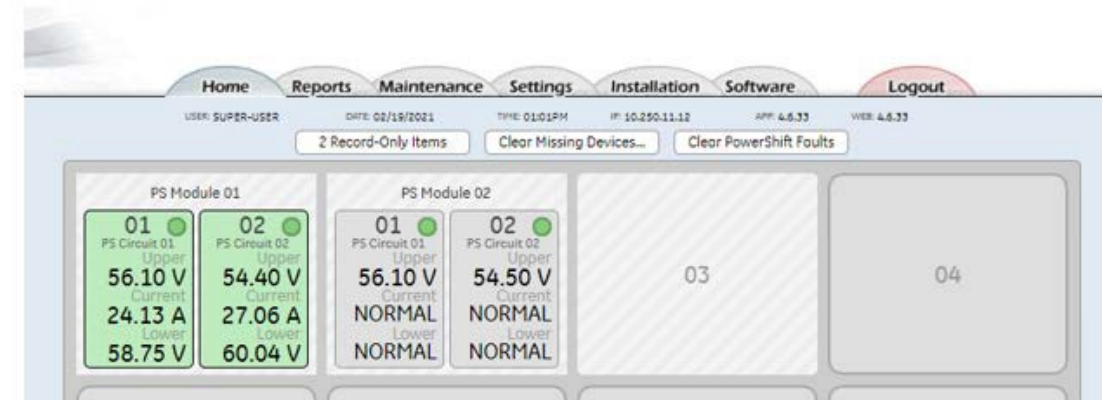 Home Reports Maintenance Settings Installation Software Logout
USER: SUPER-USER DATE: 02/19/2021 TIME: 01:01PM IP: 10.250.11.12 APP: 4.6.33 WEB: 4.6.33
2 Record-Only Items Clear Missing Devices... Clear PowerShift Faults
PS Module 01
01
PS Circuit 01
Upper
56.10 V
Current
24.13 A
Lower
58.75 V
02
PS Circuit 02
Upper
54.40 V
Current
27.06 A
Lower
60.04 V
PS Module 02
01
PS Circuit 01
Upper
56.10 V
Current
NORMAL
Lower
NORMAL
02
PS Circuit 02
Upper
54.50 V
Current
NORMAL
Lower
NORMAL
03
04